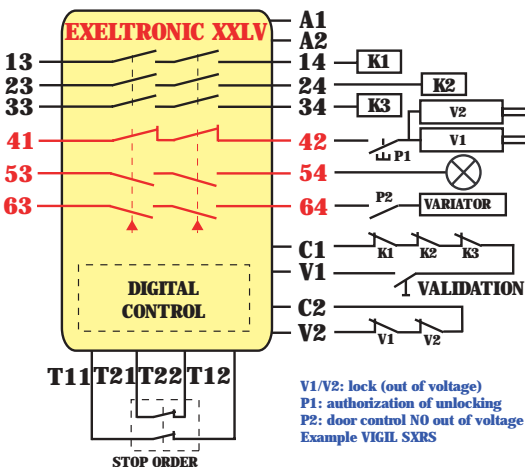 EXELTRONIC XXLV
A1
A2
13 14 K1
23 24 K2
33 34 K3
V2
41 42 V1
P1
53 54
63 64 P2 VARIATOR
C1 K1 K2 K3
V1 VALIDATION
DIGITAL
CONTROL
C2
V2 V1 V2
T11 T21 T22 T12
STOP ORDER
V1/V2: lock (out of voltage)
P1: authorization of unlocking
P2: door control NO out of voltage
Example VIGIL SXRS